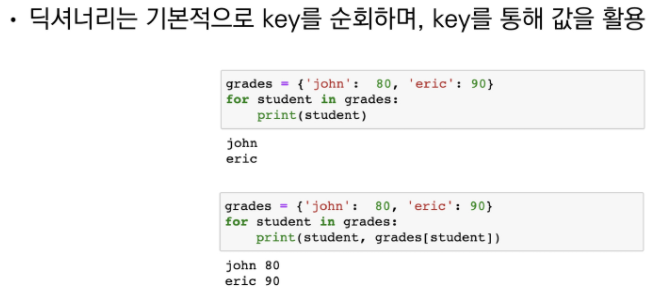 • 딕셔너리는 기본적으로 key를 순회하며, key를 통해 값을 활용
grades = {'john':  80, 'eric': 90}
for student in grades:
    print(student)
john
eric
grades = {'john':  80, 'eric': 90}
for student in grades:
    print(student, grades[student])
john 80
eric 90